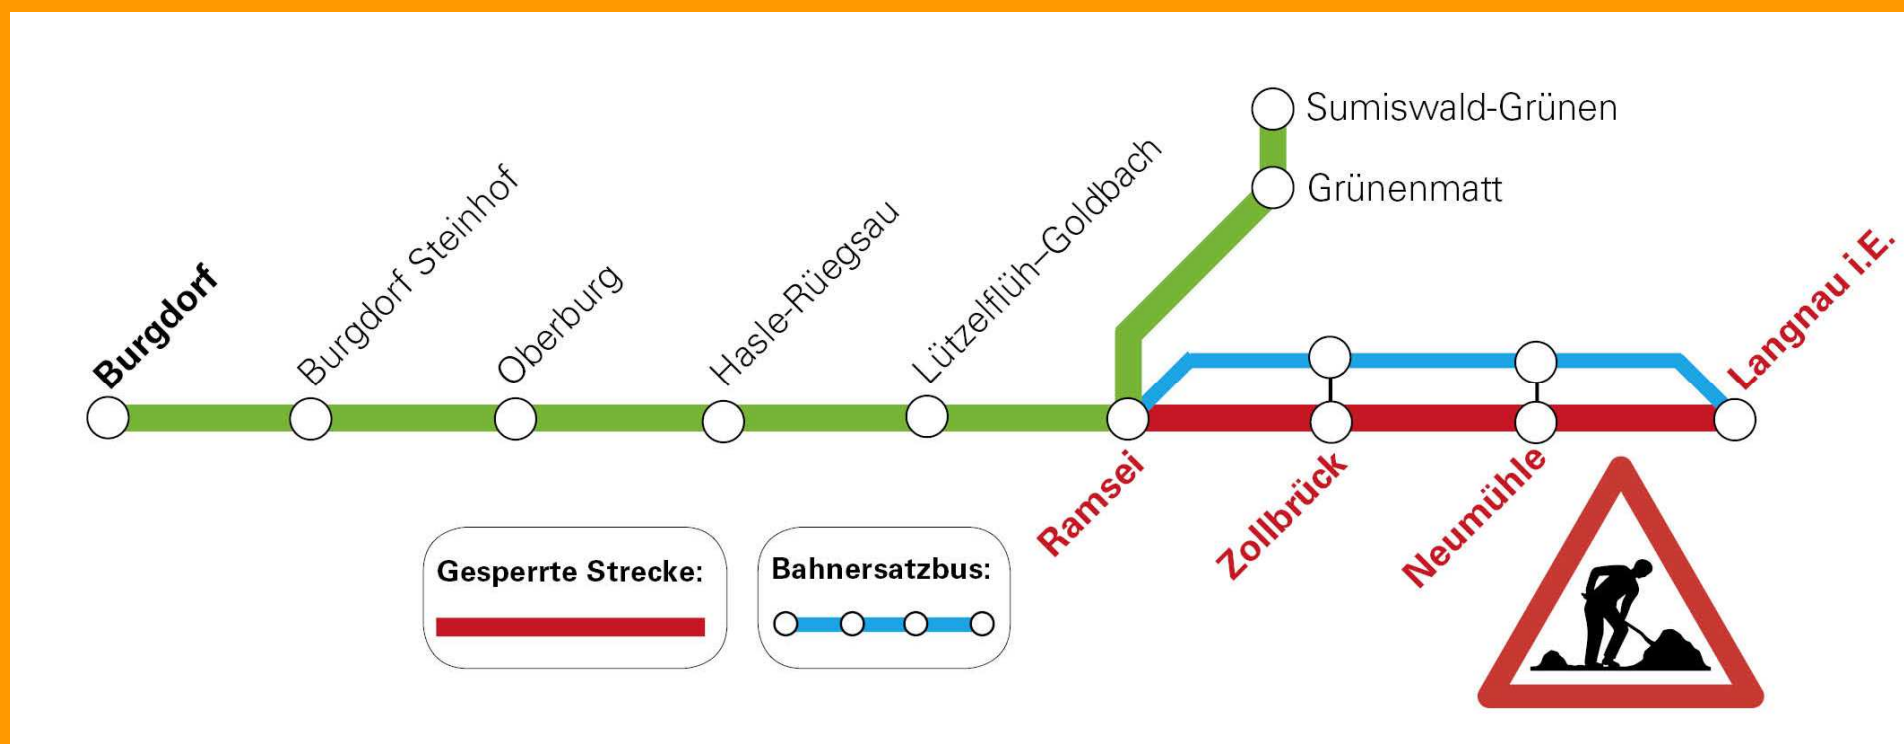 Burgdorf
Burgdorf Steinhof
Oberburg
Hasle-Rüegsau
Lützelflüh–Goldbach
Sumiswald-Grünen
Grünenmatt
Ramsei
Zollbrück
Neumühle
Langnau i.E.
Gesperrte Strecke:
Bahnersatzbus: